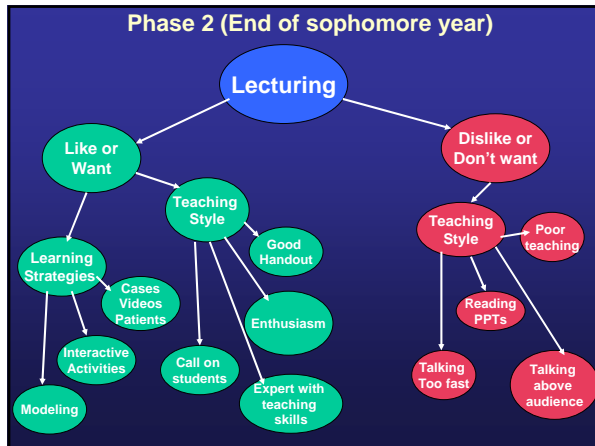 Phase 2 (End of sophomore year)
Lecturing
Like or
Want
Dislike or
Don't want
Teaching
Style
Teaching
Style
Poor
teaching
Good
Handout
Learning
Strategies
Cases
Videos
Patients
Reading
PPTs
Enthusiasm
Interactive
Activities
Call on
students
Talking
Too fast
Talking
above
audience
Expert with
teaching
skills
Modeling